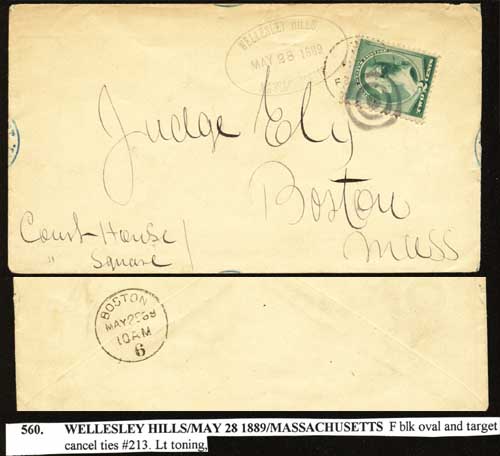 WELLESLEY HILLS,
MAY 28 1889
Judge Ely
Boston
Mass
Court-House
" Square
BOSTON
MAY 29 89
10 AM
6
560. WELLESLEY HILLS/MAY 28 1889/MASSACHUSETTS F blk oval and target
cancel ties #213. Lt toning,